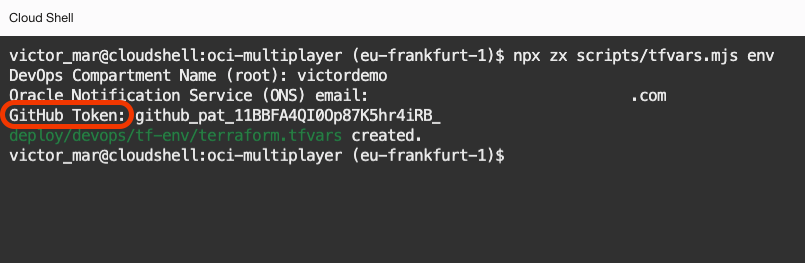 Cloud Shell
victor_mar@cloudshell:oci-multiplayer (eu-frankfurt-1)$ npx zx scripts/tfvars.mjs env
DevOps Compartment Name (root): victordemo
Oracle Notification Service (ONS) email: .com
GitHub Token: github_pat_11BBFA4QI0Op87K5hr4iRB_
deploy/devops/tf-env/terraform.tfvars created.
victor_mar@cloudshell:oci-multiplayer (eu-frankfurt-1)$